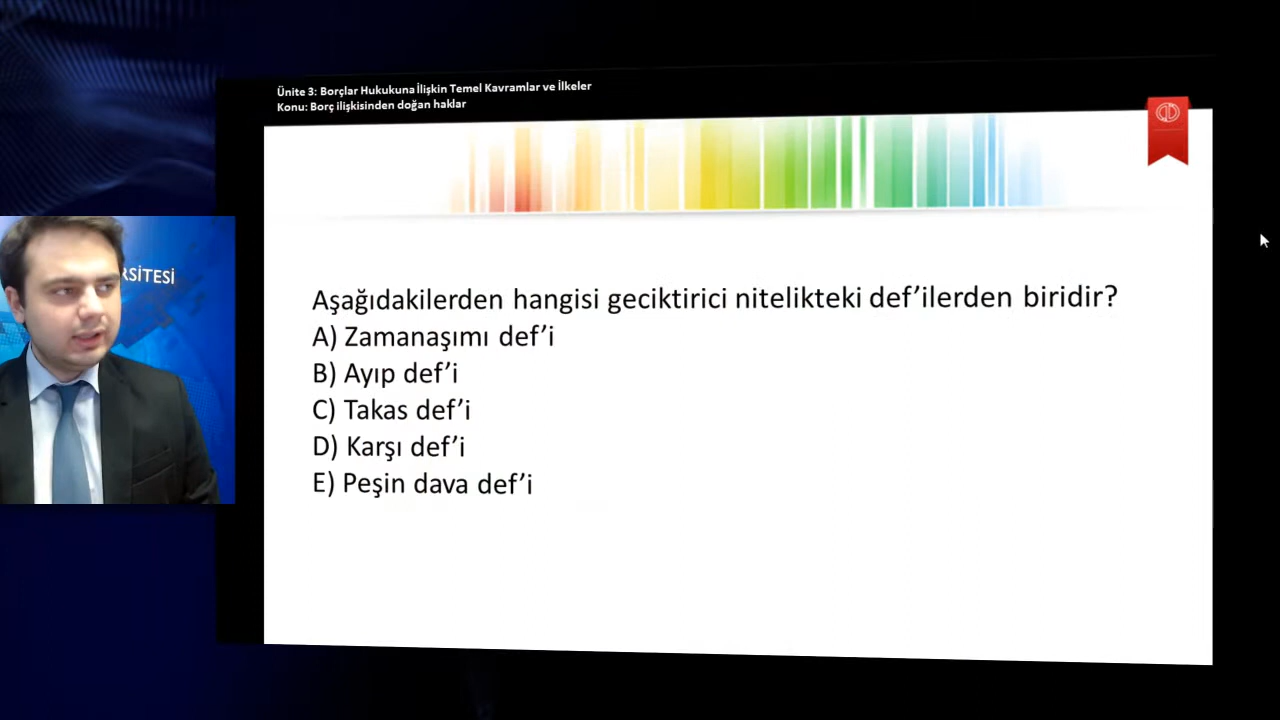 Ünite 3: Borçlar Hukukuna İlişkin Temel Kavramlar ve İlkeler
Konu: Borç ilişkisinden doğan haklar
RSİTESİ
Aşağıdakilerden hangisi geciktirici nitelikteki def’ilerden biridir?
A) Zamanaşımı def’i
B) Ayıp def’i
C) Takas def’i
D) Karşı def’i
E) Peşin dava def’i